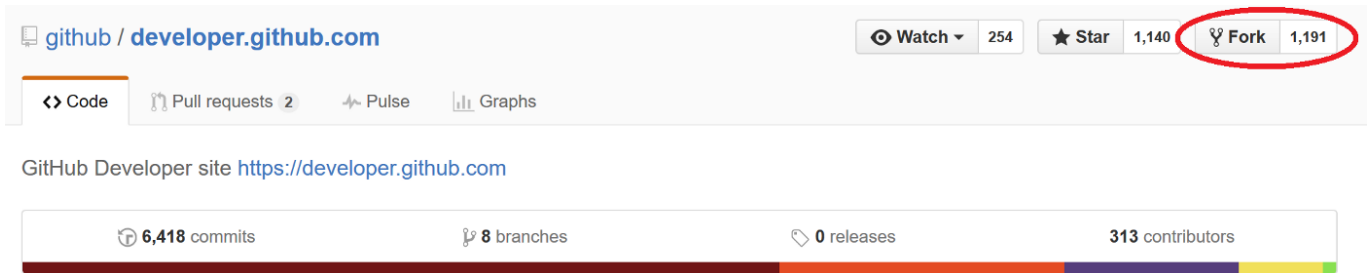 github / developer.github.com Watch 254 Star 1,140 Fork 1,191
Code Pull requests 2 Pulse Graphs
GitHub Developer site https://developer.github.com
6,418 commits 8 branches 0 releases 313 contributors